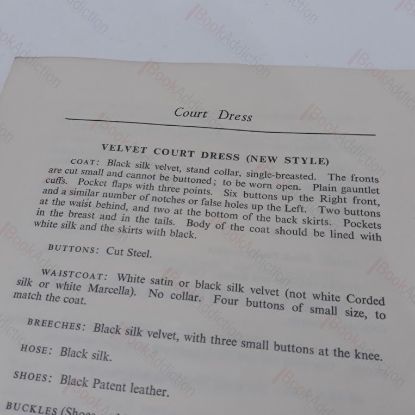 Court Dress
VELVET COURT DRESS (NEW STYLE)
COAT: Black silk velvet, stand collar, single-breasted. The fronts
are cut small and cannot be buttoned; to be worn open. Plain gauntlet
cuffs. Pocket flaps with three points. Six buttons up the Right front,
and a similar number of notches or false holes up the Left. Two buttons
at the waist behind, and two at the bottom of the back skirts. Pockets
in the breast and in the tails. Body of the coat should be lined with
white silk and the skirts with black.
BUTTONS: Cut Steel.
WAISTCOAT: White satin or black silk velvet (not white Corded
silk or white Marcella). No collar. Four buttons of small size, to
match the coat.
BREECHES: Black silk velvet, with three small buttons at the knee.
HOSE: Black silk.
SHOES: Black Patent leather.
BUCKLES (Shoe
BookAddiction